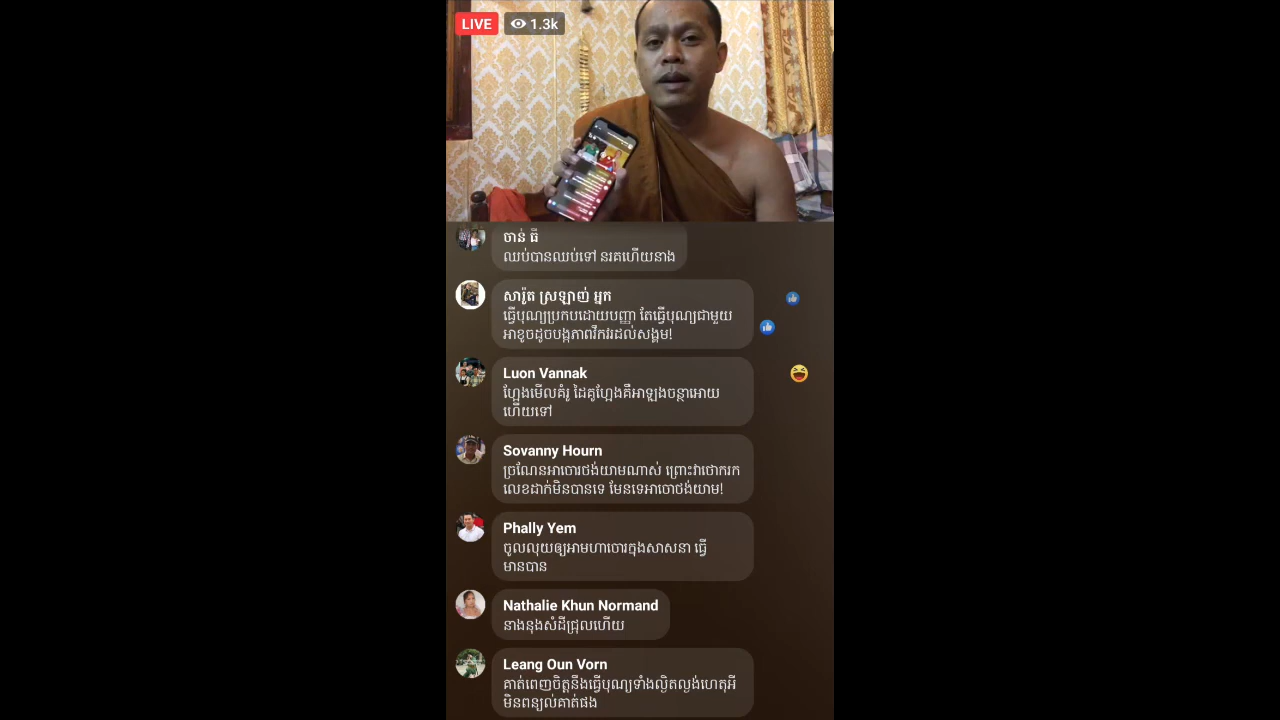 LIVE 1.3k
ចាន់ ធី
ឈប់បានឈប់ទៅ នរគហើយនាង
សារ៉ូត ស្រឡាញ់ អ្នក
ធ្វើបុណ្យប្រកបដោយបញ្ញា តែធ្វើបុណ្យជាមួយ
អាខូចដូចបង្កភាពវឹកវរដល់សង្គម!
Luon Vannak
ហ្អែងមើលគំរូ ដៃគូហ្អែងគឺអាឡុងចន្ថាអោយ
ហើយទៅ
Sovanny Hourn
ច្រណែនអាចោរថង់យាមណាស់ ព្រោះវាថោករក
លេខដាក់មិនបានទេ មែនទេអាចោថង់យាម!
Phally Yem
ចូលលុយឲ្យអាមហាចោរក្នុងសាសនា ធ្វើ
មានបាន
Nathalie Khun Normand
នាងនុងសំដីជ្រុលហើយ
Leang Oun Vorn
គាត់ពេញចិត្តនឹងធ្វើបុណ្យទាំងល្ងិតល្ងង់ហេតុអី
មិនពន្យល់គាត់ផង